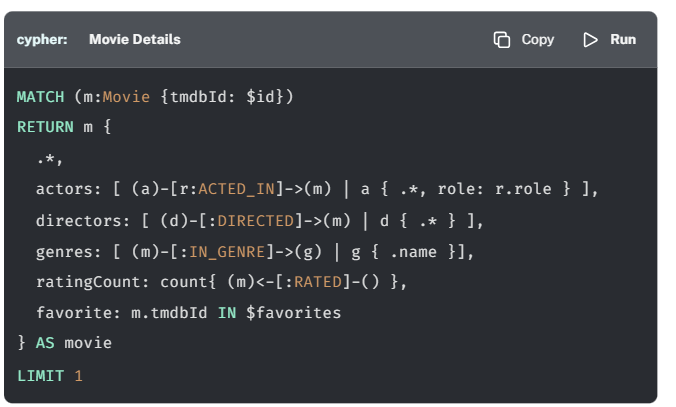 cypher: Movie Details Copy Run
MATCH (m:Movie {tmdbId: $id})
RETURN m {
.*,
actors: [ (a)-[r:ACTED_IN]->(m) | a { .*, role: r.role } ],
directors: [ (d)-[:DIRECTED]->(m) | d { .* } ],
genres: [ (m)-[:IN_GENRE]->(g) | g { .name }],
ratingCount: count{ (m)<-[:RATED]-() },
favorite: m.tmdbId IN $favorites
} AS movie
LIMIT 1